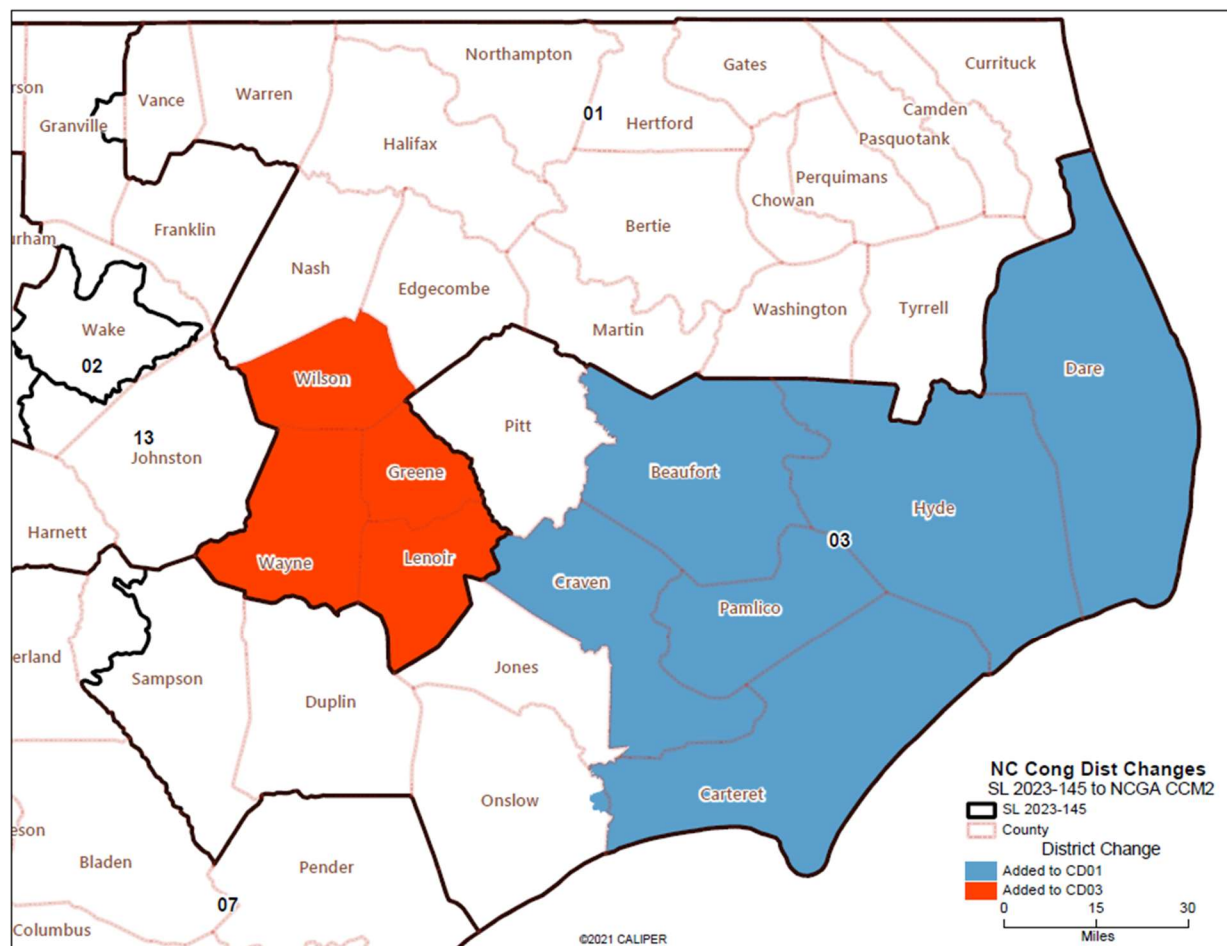 Northampton
Gates
Currituck
rson
Vance
Warren
Camden
Granville
01
Hertford
Halifax
Pasquotank
Perquimans
Chowan
Franklin
Bertie
urham
Nash
Edgecombe
Washington
Tyrrell
Wake
Martin
02
Dare
Wilson
Pitt
13
Johnston
Beaufort
Greene
Hyde
Harnett
03
Wayne
Lenoir
Craven
Pamlico
erland
Jones
Sampson
Duplin
NC Cong Dist Changes
SL 2023-145 to NCGA CCM2
SL 2023-145
County
District Change
Added to CD01
Added to CD03
0 15 30
Miles
Onslow
Carteret
eson
Bladen
Pender
07
Columbus
©2021 CALIPER